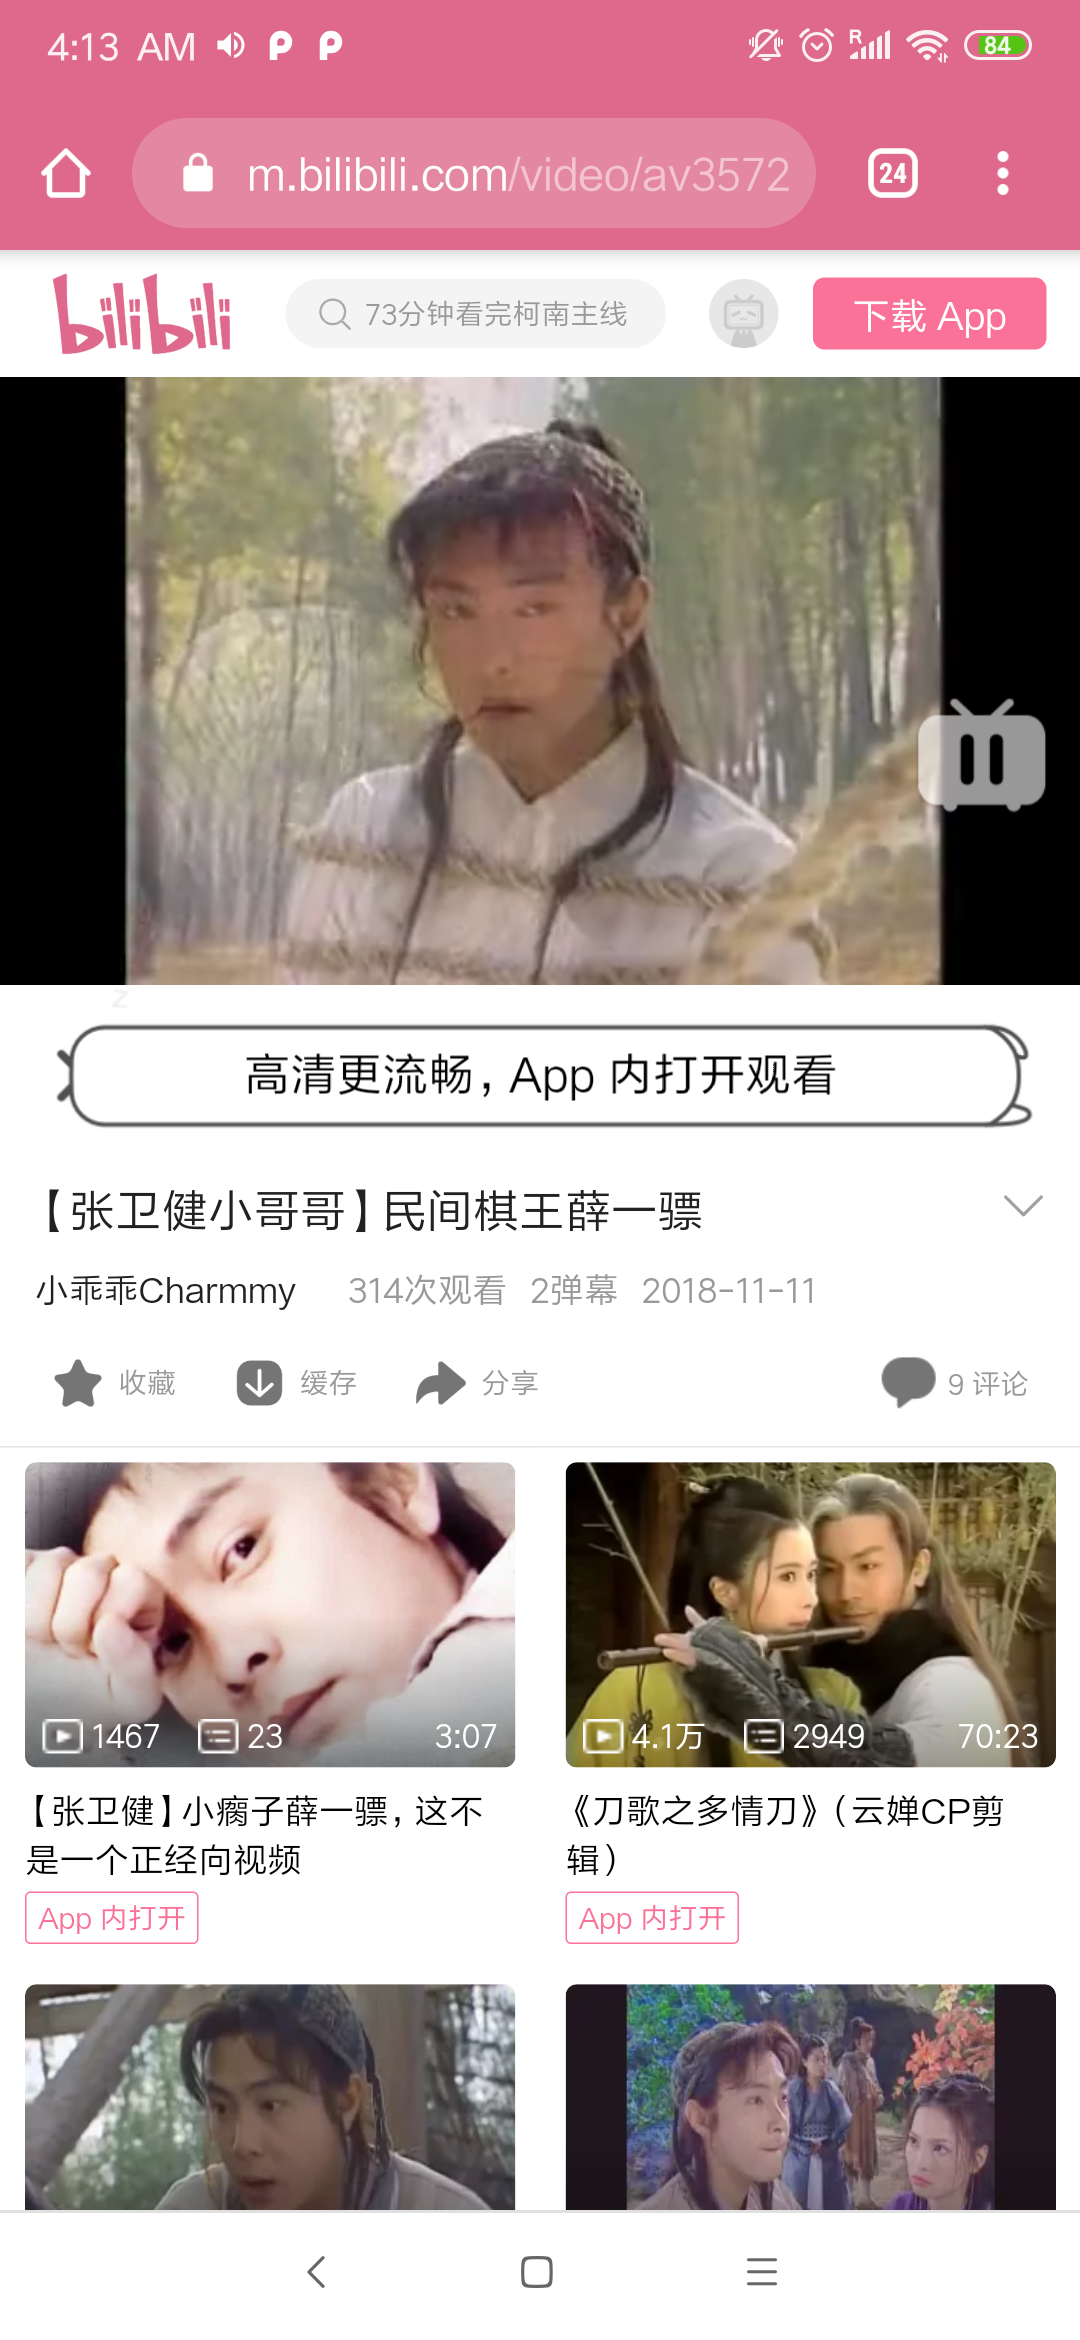 4:13 AM
R
84
m.bilibili.com/video/av3572
24
bilibili
73分钟看完柯南主线
下载 App
z
高清更流畅，App 内打开观看
【张卫健小哥哥】民间棋王薛一骠
小乖乖Charmmy 314次观看 2弹幕 2018-11-11
收藏 缓存 分享 9 评论
1467 23 3:07
4.1万 2949 70:23
【张卫健】小瘸子薛一骠，这不
是一个正经向视频
App 内打开
《刀歌之多情刀》（云婵CP剪
辑）
App 内打开